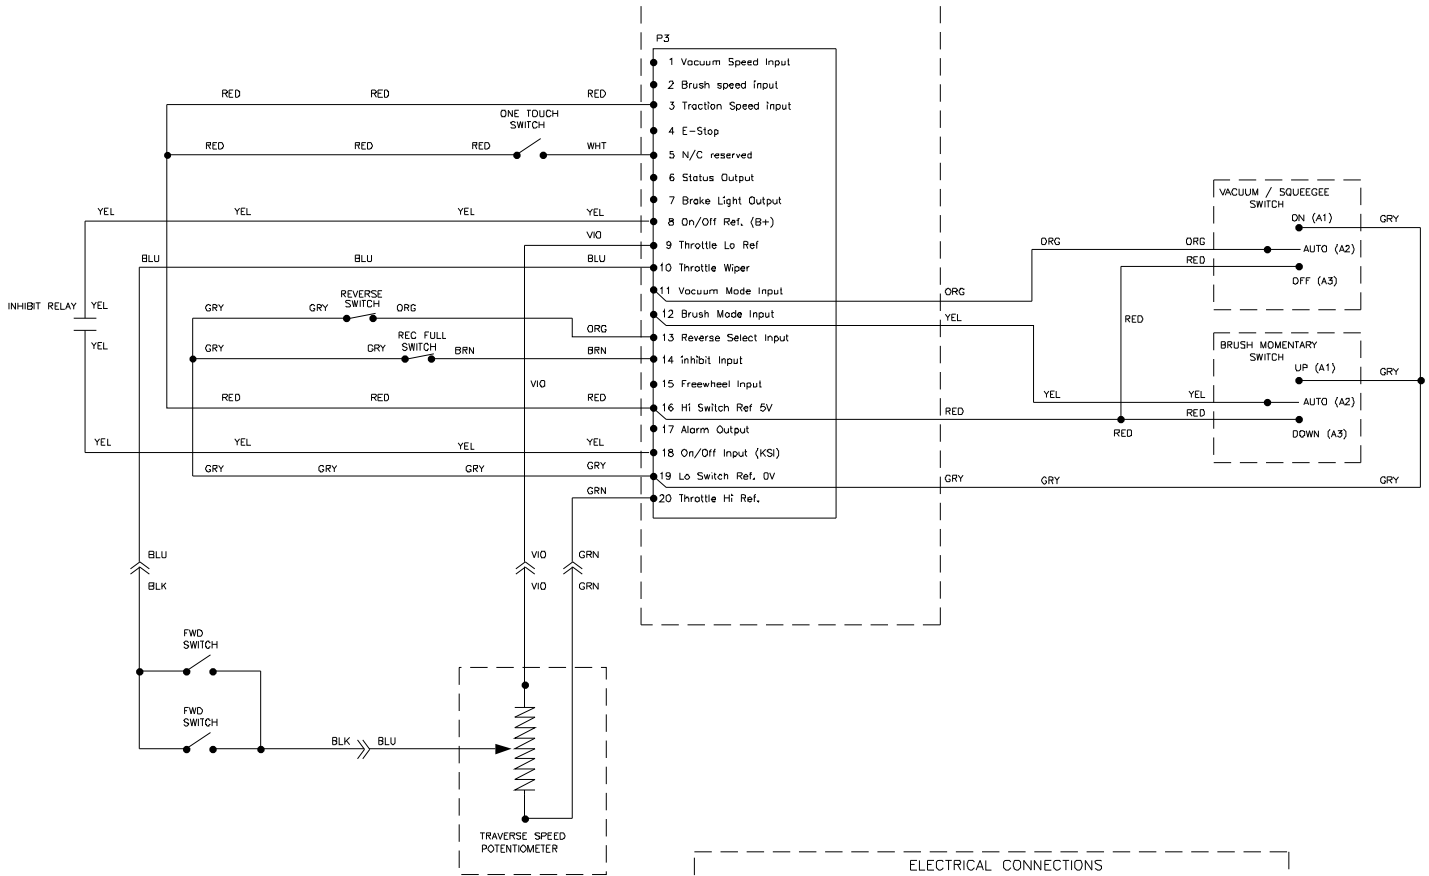 P3
1 Vacuum Speed Input
2 Brush speed input
RED RED RED
3 Traction Speed input
ONE TOUCH
SWITCH
4 E-Stop
RED RED RED WHT
5 N/C reserved
6 Status Output
7 Brake Light Output
YEL YEL YEL YEL
8 On/Off Ref. (B+)
VIO
9 Throttle Lo Ref
BLU BLU BLU
10 Throttle Wiper
11 Vacuum Mode Input
12 Brush Mode Input
13 Reverse Select Input
14 inhibit Input
15 Freewheel Input
16 Hi Switch Ref 5V
17 Alarm Output
18 On/Off Input (KSI)
19 Lo Switch Ref. 0V
20 Throttle Hi Ref.
INHIBIT RELAY YEL
YEL
REVERSE
SWITCH
GRY GRY ORG
ORG
REC FULL
SWITCH
GRY GRY BRN BRN
VIO
RED RED RED
YEL YEL YEL YEL
GRY GRY GRY GRY
GRN
VACUUM / SQUEEGEE
SWITCH
ON (A1) GRY
ORG ORG AUTO (A2)
RED
OFF (A3)
ORG
YEL
RED
BRUSH MOMENTARY
SWITCH
UP (A1) GRY
YEL YEL AUTO (A2)
RED RED
RED
DOWN (A3)
GRY GRY GRY
BLU VIO GRN
BLK VIO GRN
FWD
SWITCH
FWD
SWITCH
BLK BLU
TRAVERSE SPEED
POTENTIOMETER
ELECTRICAL CONNECTIONS